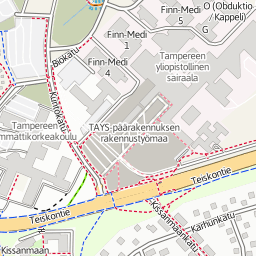 O (Obduktio
/ Kappeli)
Finn-Medi
5
G
Finn-Medi
1
Biokatu
Tampereen
yliopistollinen
sairaala
Finn-Medi
4
Kuntokatu
TAYS-päärakennuksen
rakennustyömaa
Tampereen
mmattikorkeakoulu
Teiskontie
Teiskontie
Kissanmaankatu
Karhunkatu
Kissanmaan